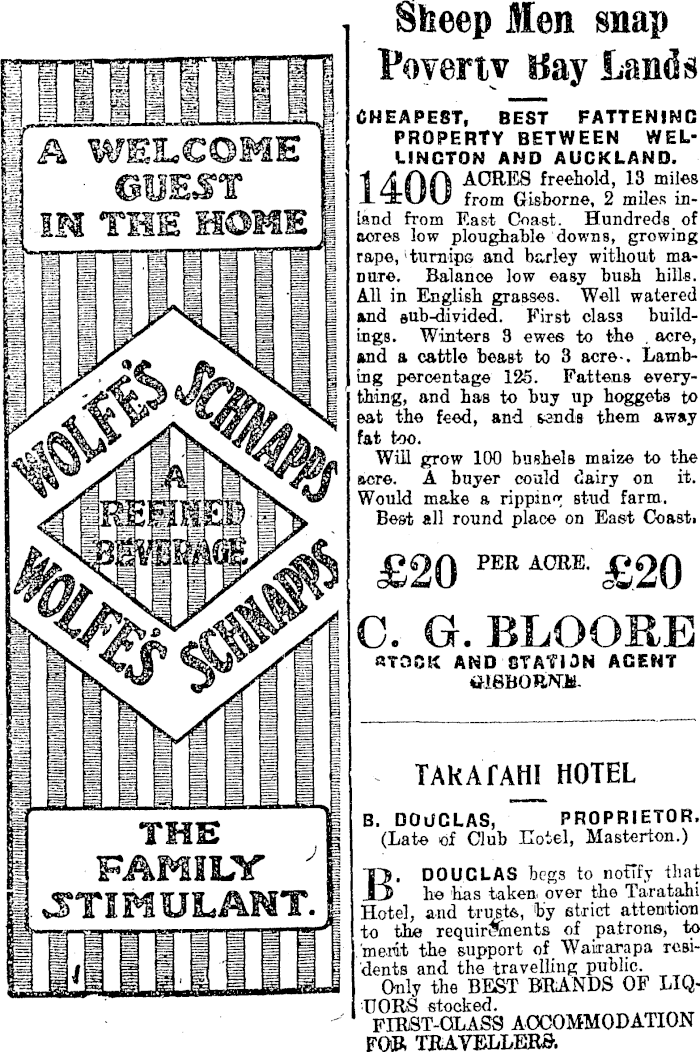 A WELCOME
GUEST
IN THE HOME
WOLFE'S SCHNAPPS
A
REFINED
BEVERAGE
WOLFE'S SCHNAPPS
THE
FAMILY
STIMULANT.
Sheep Men snap
Poverty Bay Lands
CHEAPEST, BEST FATTENING
PROPERTY BETWEEN WEL-
LINGTON AND AUCKLAND.
1400 ACRES freehold, 13 miles
from Gisborne, 2 miles in-
land from East Coast. Hundreds of
acres low ploughable downs, growing
rape, turnips and barley without ma-
nure. Balance low easy bush hills.
All in English grasses. Well watered
and sub-divided. First class build-
ings. Winters 3 ewes to the acre,
and a cattle beast to 3 acre. Lamb-
ing percentage 125. Fattens every-
thing, and has to buy up hoggets to
eat the feed, and sends them away
fat too.
Will grow 100 bushels maize to the
acre. A buyer could dairy on it.
Would make a ripping stud farm.
Best all round place on East Coast.
£20 PER ACRE. £20
C. G. BLOORE
STOCK AND STATION AGENT
GISBORNE.
TARATAHI HOTEL
B. DOUGLAS, PROPRIETOR.
(Late of Club Hotel, Masterton.)
B. DOUGLAS begs to notify that
he has taken over the Taratahi
Hotel, and trusts, by strict attention
to the requirements of patrons, to
merit the support of Wairarapa resi-
dents and the travelling public.
Only the BEST BRANDS OF LIQ-
UORS stocked.
FIRST-CLASS ACCOMMODATION
FOR TRAVELLERS.